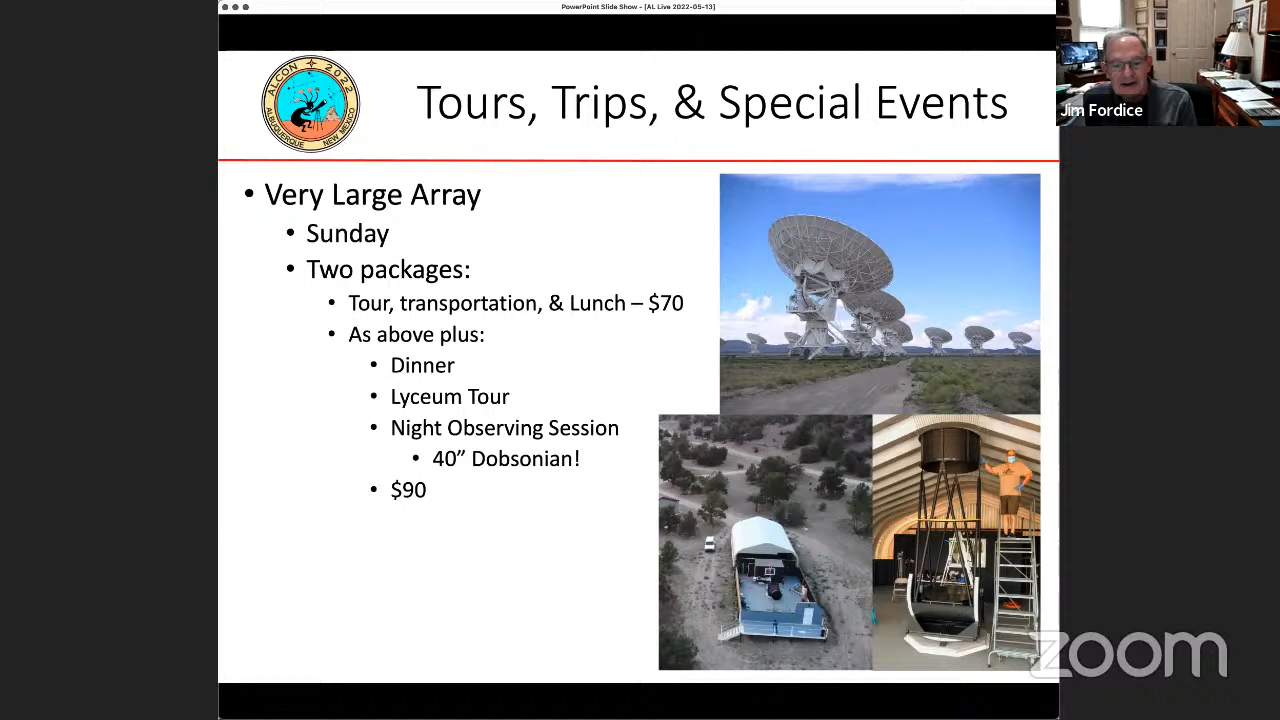 PowerPoint Slide Show - [AL Live 2022-05-13]
ALCON 2022
ALBUQUERQUE NEW MEXICO
Tours, Trips, & Special Events
Jim Fordice
• Very Large Array
• Sunday
• Two packages:
• Tour, transportation, & Lunch – $70
• As above plus:
• Dinner
• Lyceum Tour
• Night Observing Session
• 40” Dobsonian!
• $90
zoom